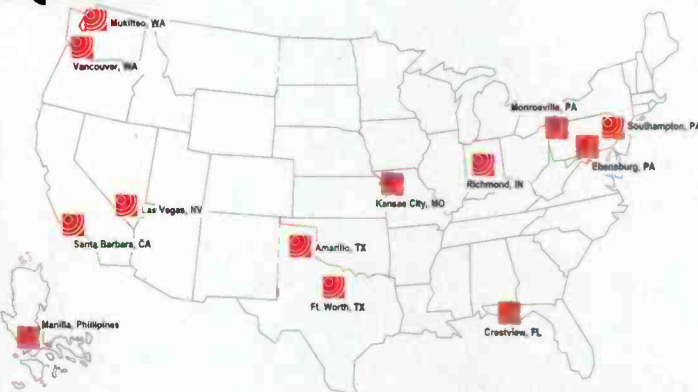 Mukilteo, WA
Vancouver, WA
Monroeville, PA
Southampton, PA
Ebensburg, PA
Richmond, IN
Kansas City, MO
Las Vegas, NV
Santa Barbara, CA
Amarillo, TX
Ft. Worth, TX
Crestview, FL
Manilla, Phillipines